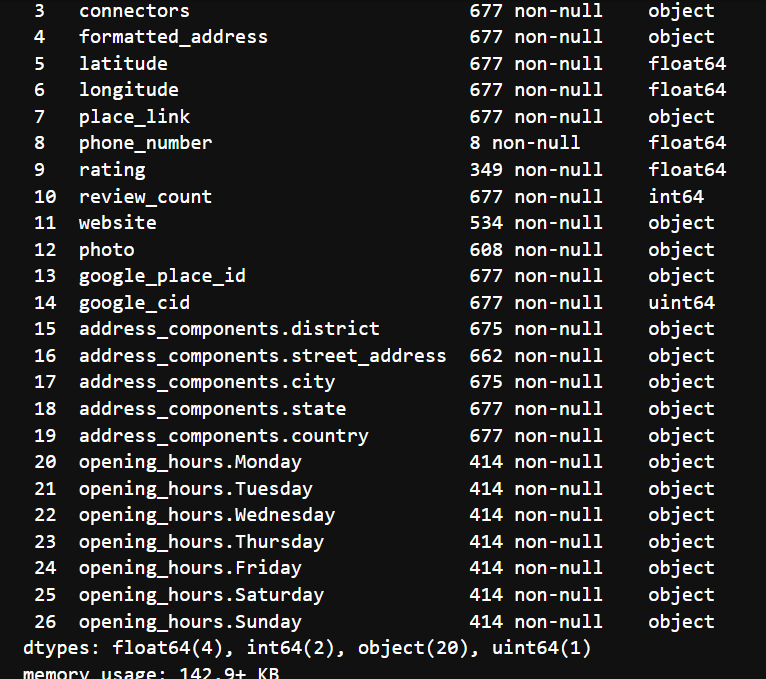 3 connectors 677 non-null object
4 formatted_address 677 non-null object
5 latitude 677 non-null float64
6 longitude 677 non-null float64
7 place_link 677 non-null object
8 phone_number 8 non-null float64
9 rating 349 non-null float64
10 review_count 677 non-null int64
11 website 534 non-null object
12 photo 608 non-null object
13 google_place_id 677 non-null object
14 google_cid 677 non-null uint64
15 address_components.district 675 non-null object
16 address_components.street_address 662 non-null object
17 address_components.city 675 non-null object
18 address_components.state 677 non-null object
19 address_components.country 677 non-null object
20 opening_hours.Monday 414 non-null object
21 opening_hours.Tuesday 414 non-null object
22 opening_hours.Wednesday 414 non-null object
23 opening_hours.Thursday 414 non-null object
24 opening_hours.Friday 414 non-null object
25 opening_hours.Saturday 414 non-null object
26 opening_hours.Sunday 414 non-null object
dtypes: float64(4), int64(2), object(20), uint64(1)
memory usage: 142.9+ KB